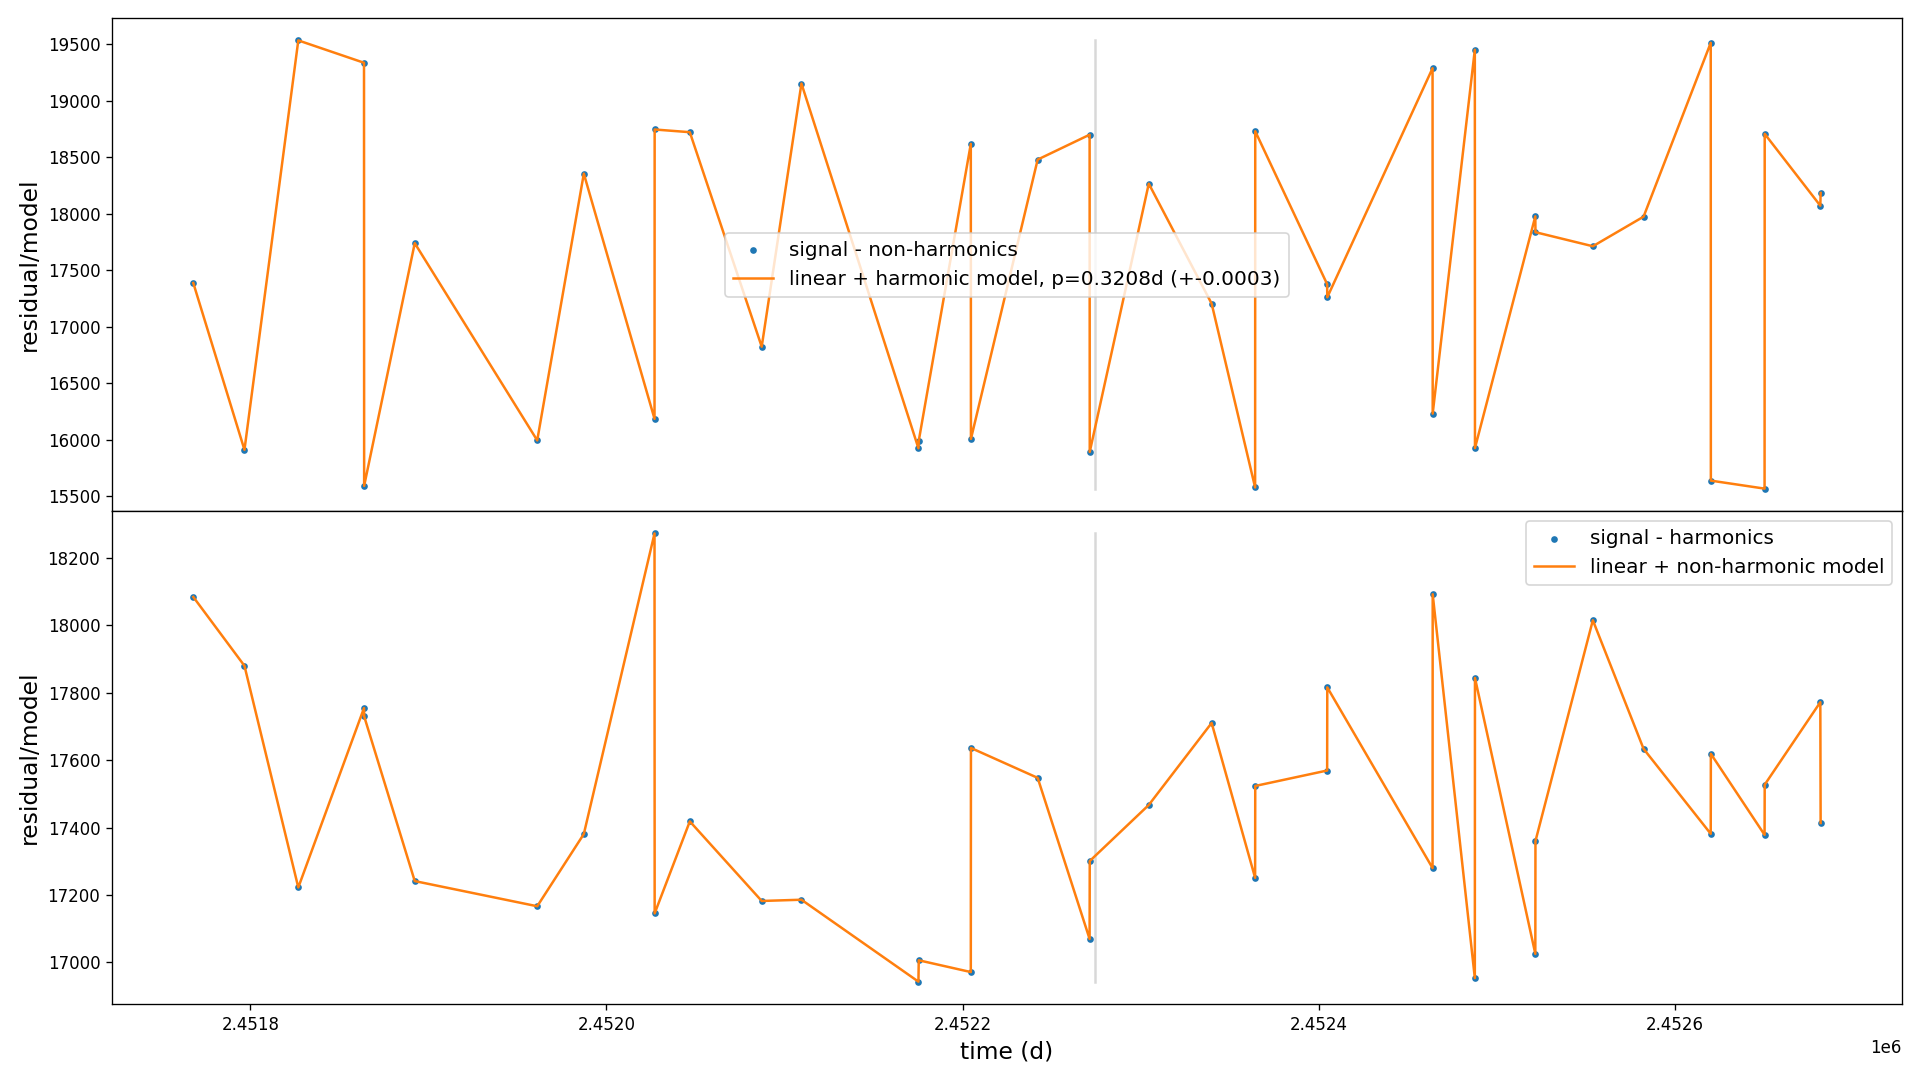 19500
19000
18500
18000
17500
17000
16500
16000
15500
residual/model
signal - non-harmonics
linear + harmonic model, p=0.3208d (+-0.0003)
18200
18000
17800
17600
17400
17200
17000
residual/model
signal - harmonics
linear + non-harmonic model
2.4518 2.4520 2.4522 2.4524 2.4526
1e6
time (d)